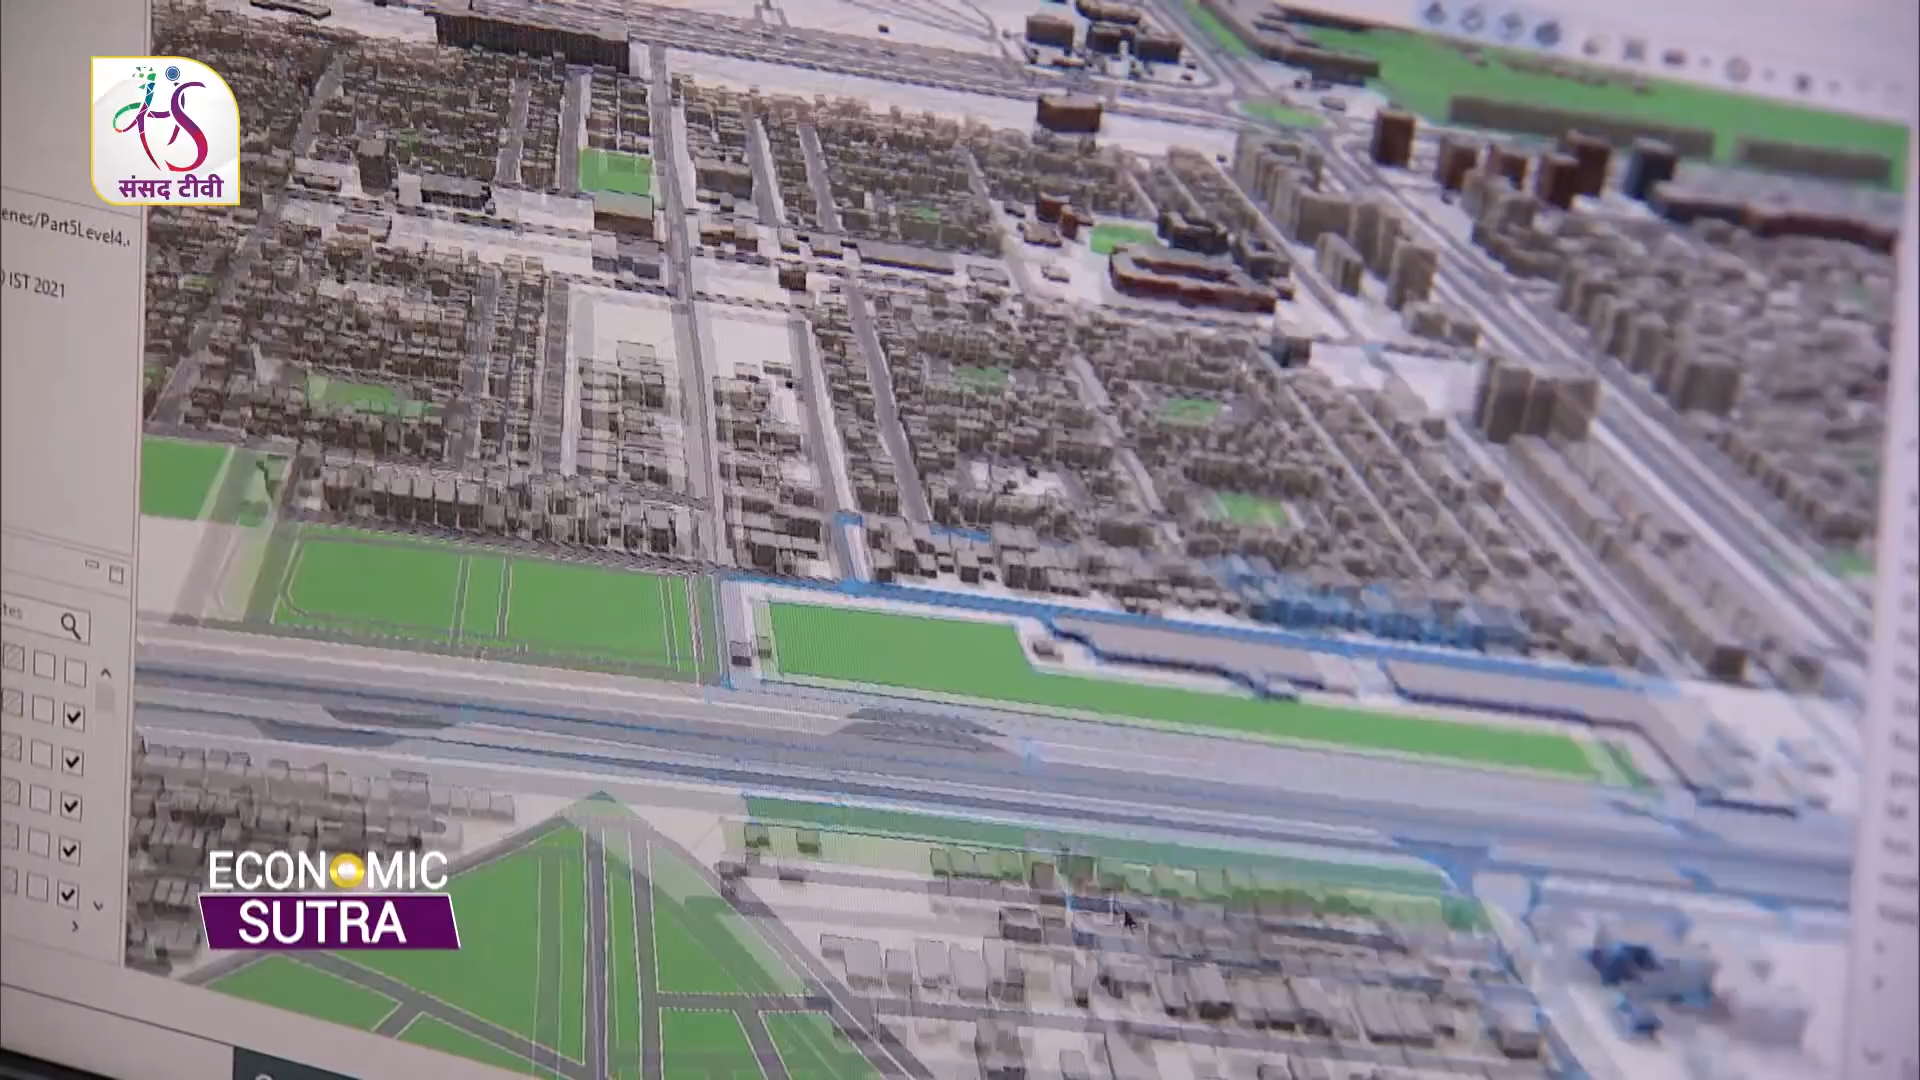 संसद टीवी
enes/Part5Level4.
IST 2021
tes
ECONOMIC
SUTRA